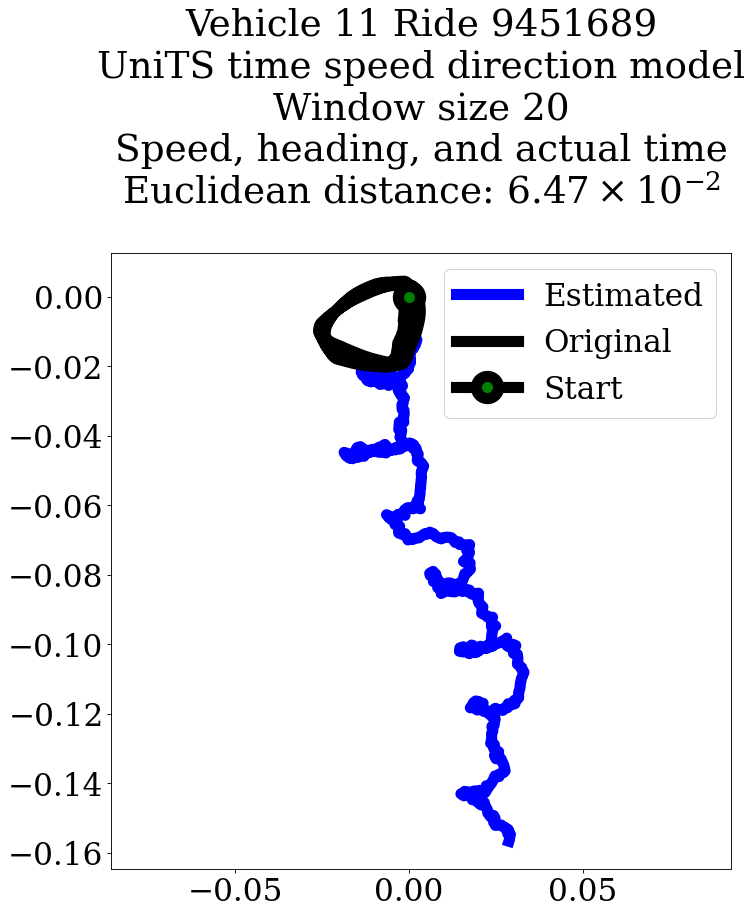 Vehicle 11 Ride 9451689
UniTS time speed direction model
Window size 20
Speed, heading, and actual time
Euclidean distance: 6.47 × 10⁻²
Estimated
Original
Start
0.00
−0.02
−0.04
−0.06
−0.08
−0.10
−0.12
−0.14
−0.16
−0.05
0.00
0.05